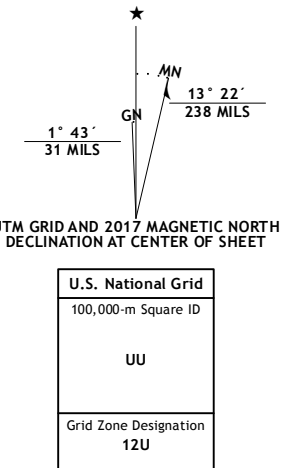 ★
MN
GN
13° 22´
238 MILS
1° 43´
31 MILS
UTM GRID AND 2017 MAGNETIC NORTH
DECLINATION AT CENTER OF SHEET
U.S. National Grid
100,000-m Square ID
UU
Grid Zone Designation
12U